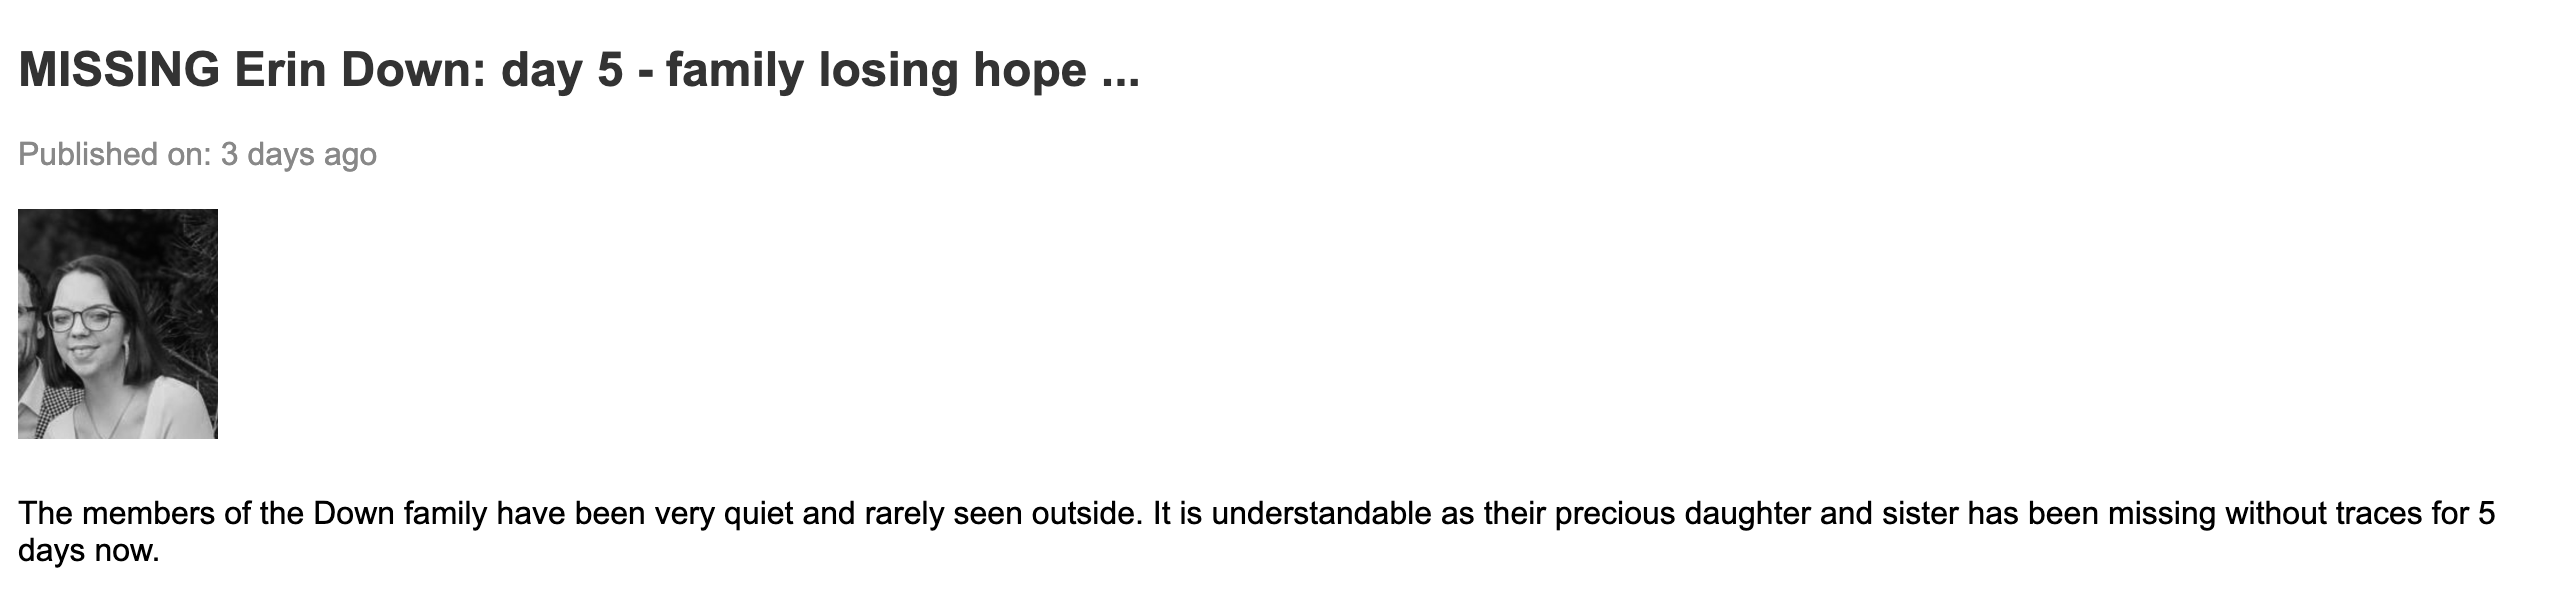 MISSING Erin Down: day 5 - family losing hope ...
Published on: 3 days ago
The members of the Down family have been very quiet and rarely seen outside. It is understandable as their precious daughter and sister has been missing without traces for 5
days now.